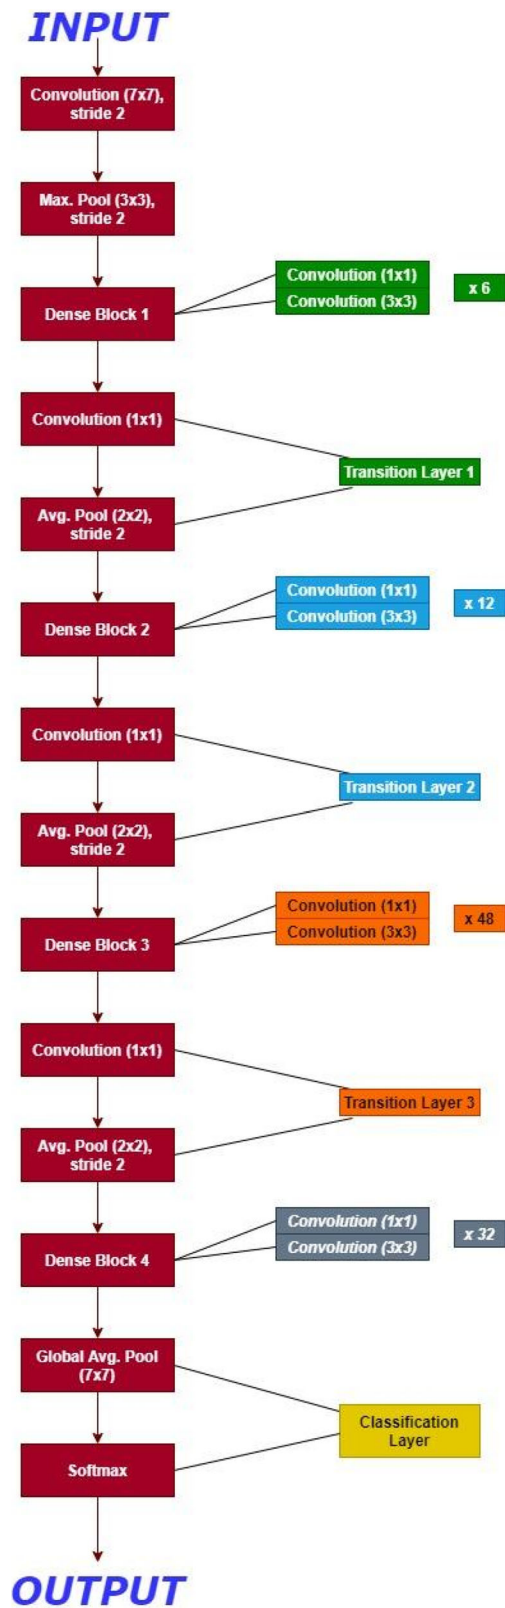 INPUT
Convolution (7x7),
stride 2
Max. Pool (3x3),
stride 2
Dense Block 1
Convolution (1x1)
Convolution (3x3)
x 6
Convolution (1x1)
Transition Layer 1
Avg. Pool (2x2),
stride 2
Dense Block 2
Convolution (1x1)
Convolution (3x3)
x 12
Convolution (1x1)
Transition Layer 2
Avg. Pool (2x2),
stride 2
Dense Block 3
Convolution (1x1)
Convolution (3x3)
x 48
Convolution (1x1)
Transition Layer 3
Avg. Pool (2x2),
stride 2
Dense Block 4
Convolution (1x1)
Convolution (3x3)
x 32
Global Avg. Pool
(7x7)
Classification
Layer
Softmax
OUTPUT